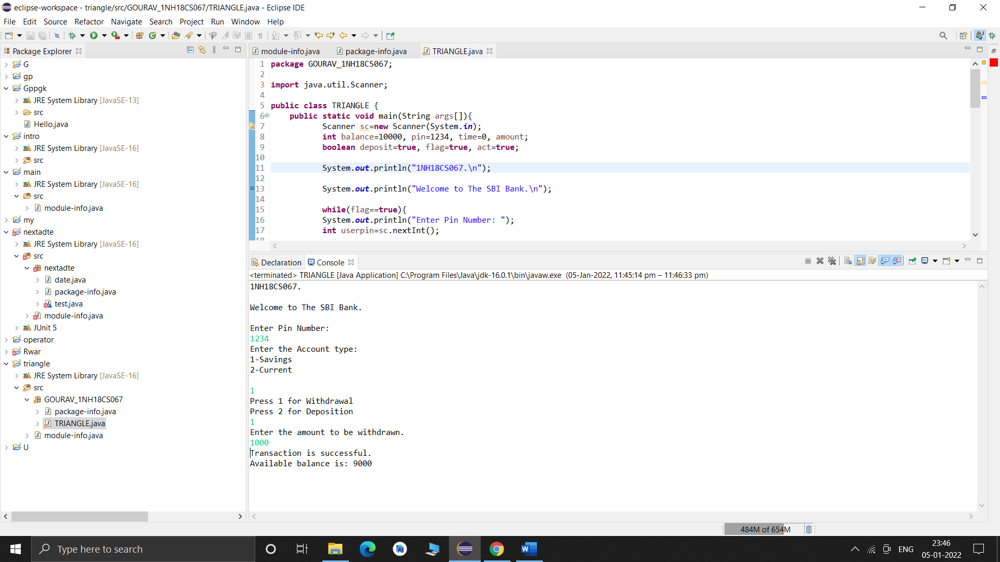 eclipse-workspace - triangle/src/GOURAV_1NH18CS067/TRIANGLE.java - Eclipse IDE
File Edit Source Refactor Navigate Search Project Run Window Help
Package Explorer
G
gp
Gppgk
JRE System Library [JavaSE-13]
src
Hello.java
intro
JRE System Library [JavaSE-16]
src
main
JRE System Library [JavaSE-16]
src
module-info.java
my
nextadte
JRE System Library [JavaSE-16]
src
nextadte
date.java
package-info.java
test.java
module-info.java
JUnit 5
operator
Rwar
triangle
JRE System Library [JavaSE-16]
src
GOURAV_1NH18CS067
package-info.java
TRIANGLE.java
module-info.java
U
module-info.java package-info.java TRIANGLE.java
1 package GOURAV_1NH18CS067;
2
3 import java.util.Scanner;
4
5 public class TRIANGLE {
6 public static void main(String args[]){
7 Scanner sc=new Scanner(System.in);
8 int balance=10000, pin=1234, time=0, amount;
9 boolean deposit=true, flag=true, act=true;
10
11 System.out.println("1NH18CS067.\n");
12
13 System.out.println("Welcome to The SBI Bank.\n");
14
15 while(flag==true){
16 System.out.println("Enter Pin Number: ");
17 int userpin=sc.nextInt();
Declaration Console
<terminated> TRIANGLE [Java Application] C:\Program Files\Java\jdk-16.0.1\bin\javaw.exe (05-Jan-2022, 11:45:14 pm – 11:46:33 pm)
1NH18CS067.
Welcome to The SBI Bank.
Enter Pin Number:
1234
Enter the Account type:
1-Savings
2-Current
1
Press 1 for Withdrawal
Press 2 for Deposition
1
Enter the amount to be withdrawn.
1000
Transaction is successful.
Available balance is: 9000
484M of 654M
Type here to search
ENG
23:46
05-01-2022